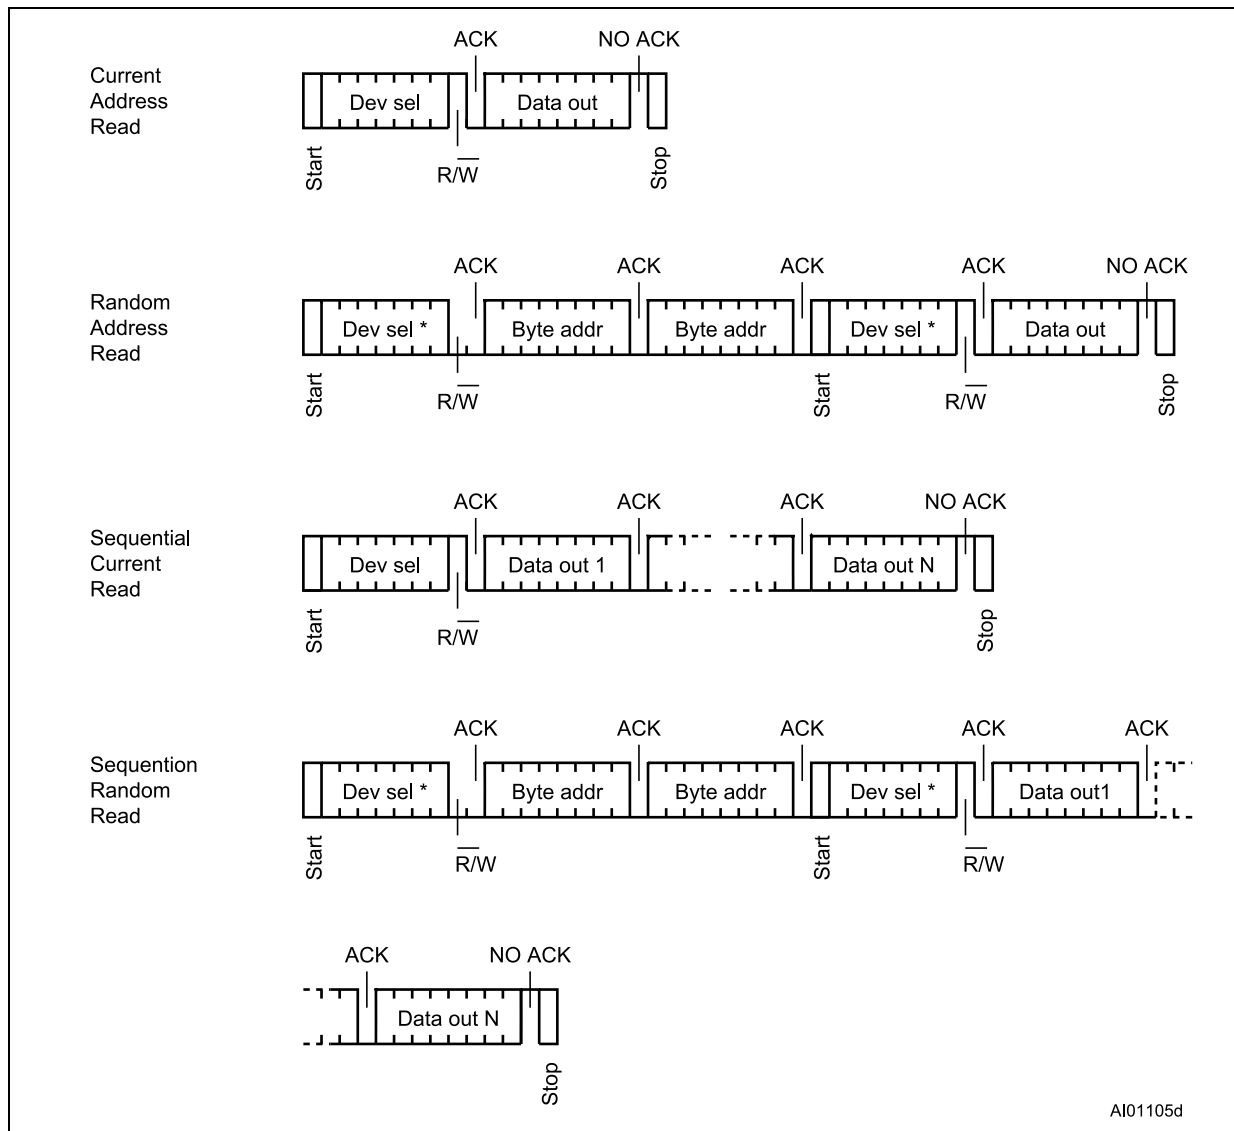 ACK NO ACK
Current
Address
Read
Dev sel Data out
Start R/W̅ Stop
ACK ACK ACK ACK NO ACK
Random
Address
Read
Dev sel * Byte addr Byte addr Dev sel * Data out
Start R/W̅ Start R/W̅ Stop
ACK ACK ACK NO ACK
Sequential
Current
Read
Dev sel Data out 1 Data out N
Start R/W̅ Stop
ACK ACK ACK ACK ACK
Sequention
Random
Read
Dev sel * Byte addr Byte addr Dev sel * Data out1
Start R̅/W Start R̅/W
ACK NO ACK
Data out N
Stop
AI01105d